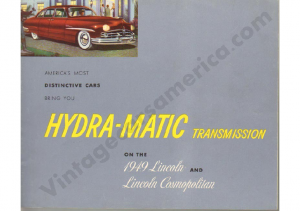 AMERICA'S MOST
DISTINCTIVE CARS
BRING YOU
HYDRA-MATIC TRANSMISSION
ON THE
1949 Lincoln AND
Lincoln Cosmopolitan